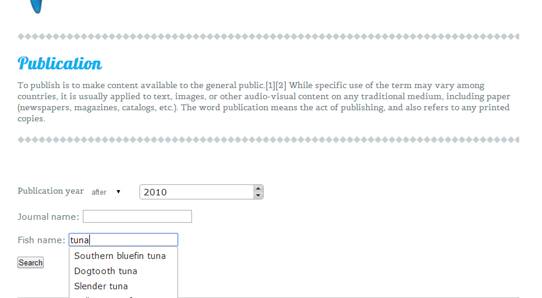 Publication
To publish is to make content available to the general public.[1][2] While specific use of the term may vary among
countries, it is usually applied to text, images, or other audio-visual content on any traditional medium, including paper
(newspapers, magazines, catalogs, etc.). The word publication means the act of publishing, and also refers to any printed
copies.
Publication year after 2010
Journal name:
Fish name: tuna
Southern bluefin tuna
Search
Dogtooth tuna
Slender tuna